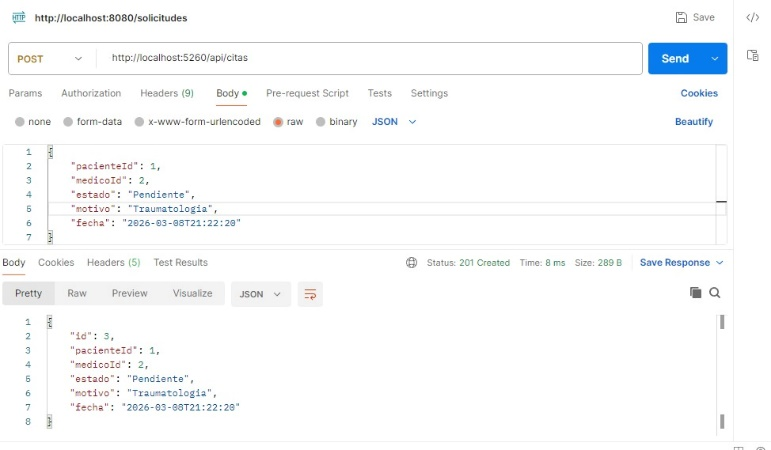 HTTP http://localhost:8080/solicitudes Save
POST http://localhost:5260/api/citas Send
Params Authorization Headers (9) Body Pre-request Script Tests Settings Cookies
none form-data x-www-form-urlencoded raw binary JSON Beautify
1 {
2 "pacienteId": 1,
3 "medicoId": 2,
4 "estado": "Pendiente",
5 "motivo": "Traumatologia",
6 "fecha": "2026-03-08T21:22:20"
7 }
Body Cookies Headers (5) Test Results Status: 201 Created Time: 8 ms Size: 289 B Save Response
Pretty Raw Preview Visualize JSON
1 {
2 "id": 3,
3 "pacienteId": 1,
4 "medicoId": 2,
5 "estado": "Pendiente",
6 "motivo": "Traumatologia",
7 "fecha": "2026-03-08T21:22:20"
8 }